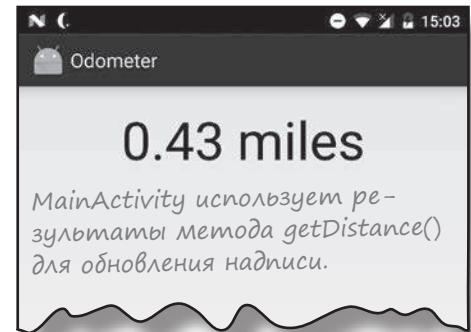 15:03
Odometer
0.43 miles
MainActivity использует ре-
зультаты метода getDistance()
для обновления надписи.